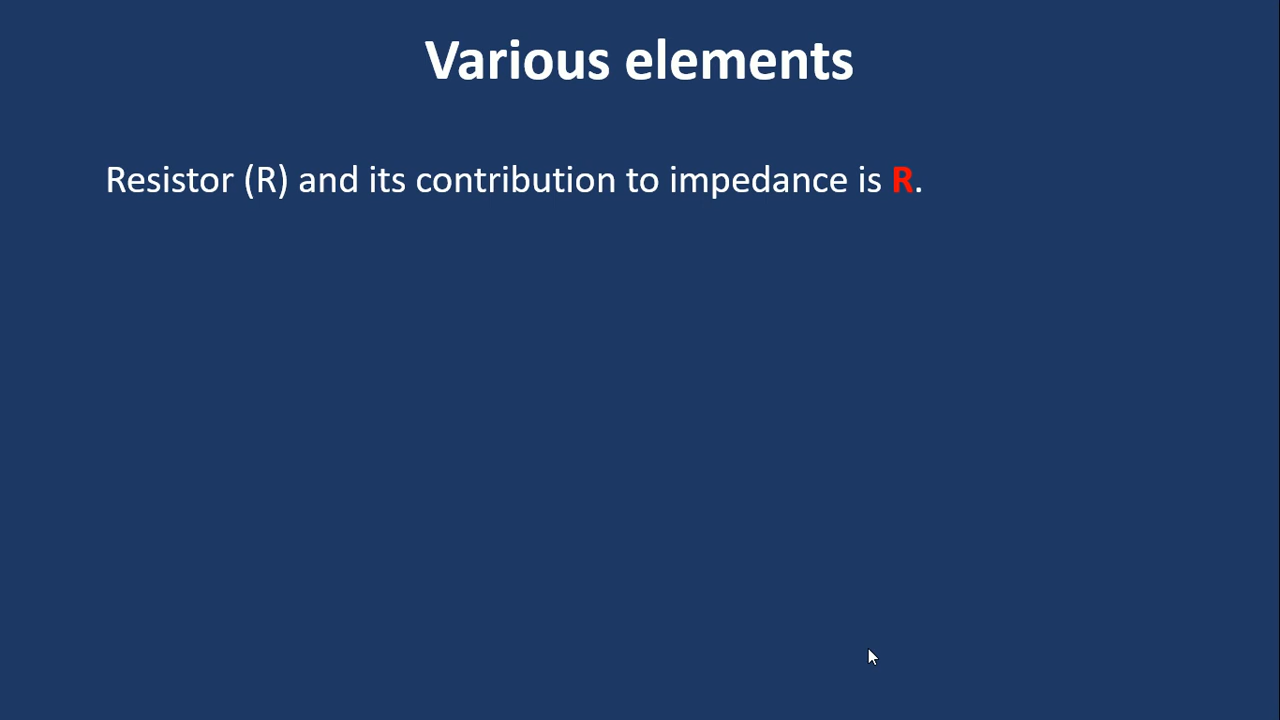 Various elements
Resistor (R) and its contribution to impedance is R.